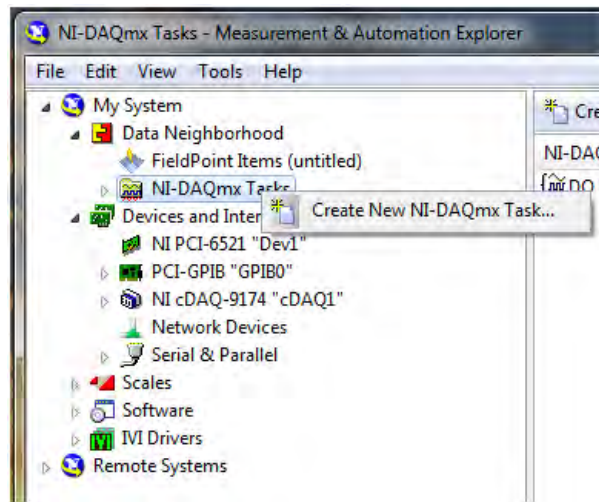 NI-DAQmx Tasks - Measurement & Automation Explorer
File Edit View Tools Help
My System
Data Neighborhood
FieldPoint Items (untitled)
NI-DAQmx Tasks
Create New NI-DAQmx Task...
Devices and Inter
NI PCI-6521 "Dev1"
PCI-GPIB "GPIB0"
NI cDAQ-9174 "cDAQ1"
Network Devices
Serial & Parallel
Scales
Software
IVI Drivers
Remote Systems
Cre
NI-DAQ
DO